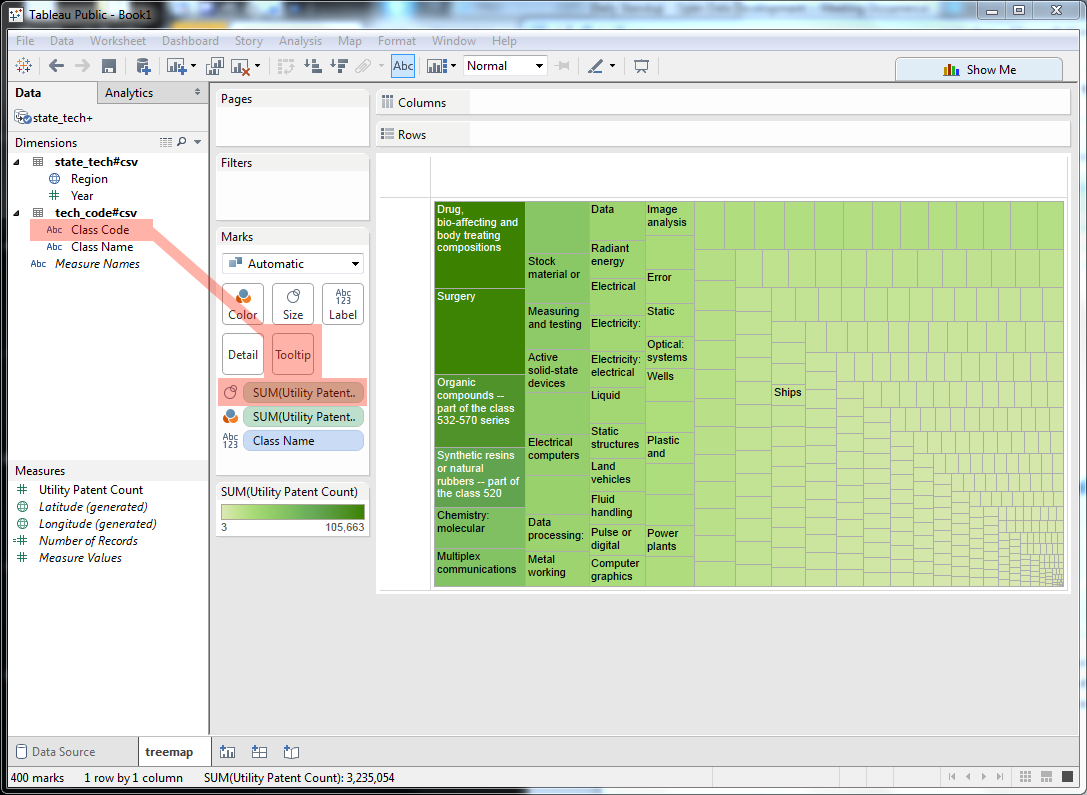 Tableau Public - Book1
File Data Worksheet Dashboard Story Analysis Map Format Window Help
Abc
Normal
Show Me
Data
Analytics
state_tech+
Dimensions
state_tech#csv
Region
Year
tech_code#csv
Abc Class Code
Abc Class Name
Abc Measure Names
Measures
Utility Patent Count
Latitude (generated)
Longitude (generated)
Number of Records
Measure Values
Pages
Filters
Marks
Automatic
Color
Size
Abc
123
Label
Detail
Tooltip
SUM(Utility Patent..
SUM(Utility Patent..
Abc
123
Class Name
SUM(Utility Patent Count)
3 105,663
Columns
Rows
Drug,
bio-affecting and
body treating
compositions
Surgery
Organic
compounds --
part of the class
532-570 series
Synthetic resins
or natural
rubbers -- part of
the class 520
Chemistry:
molecular
Multiplex
communications
Stock
material or
Measuring
and testing
Active
solid-state
devices
Electrical
computers
Data
processing:
Metal
working
Data
Radiant
energy
Electrical
Electricity:
Electricity:
electrical
Liquid
Static
structures
Land
vehicles
Fluid
handling
Pulse or
digital
Computer
graphics
Image
analysis
Error
Static
Optical:
systems
Wells
Plastic
and
Power
plants
Ships
Data Source
treemap
400 marks 1 row by 1 column SUM(Utility Patent Count): 3,235,054